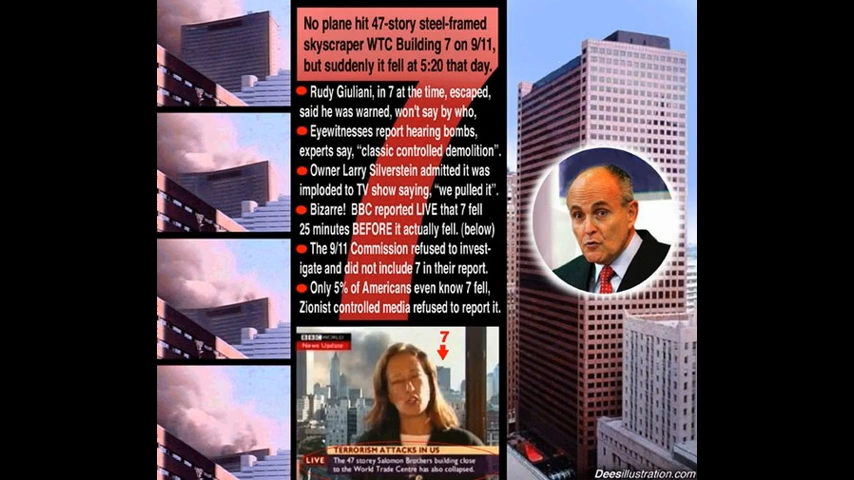 No plane hit 47-story steel-framed
skyscraper WTC Building 7 on 9/11,
but suddenly it fell at 5:20 that day.
Rudy Giuliani, in 7 at the time, escaped,
said he was warned, won't say by who,
Eyewitnesses report hearing bombs,
experts say, "classic controlled demolition".
Owner Larry Silverstein admitted it was
imploded to TV show saying, "we pulled it".
Bizarre! BBC reported LIVE that 7 fell
25 minutes BEFORE it actually fell. (below)
The 9/11 Commission refused to invest-
igate and did not include 7 in their report.
Only 5% of Americans even know 7 fell,
Zionist controlled media refused to report it.
BBC WORLD
News Update
7
TERRORISM ATTACKS IN US
LIVE
The 47 storey Salomon Brothers building close
to the World Trade Centre has also collapsed.
Deesillustration.com